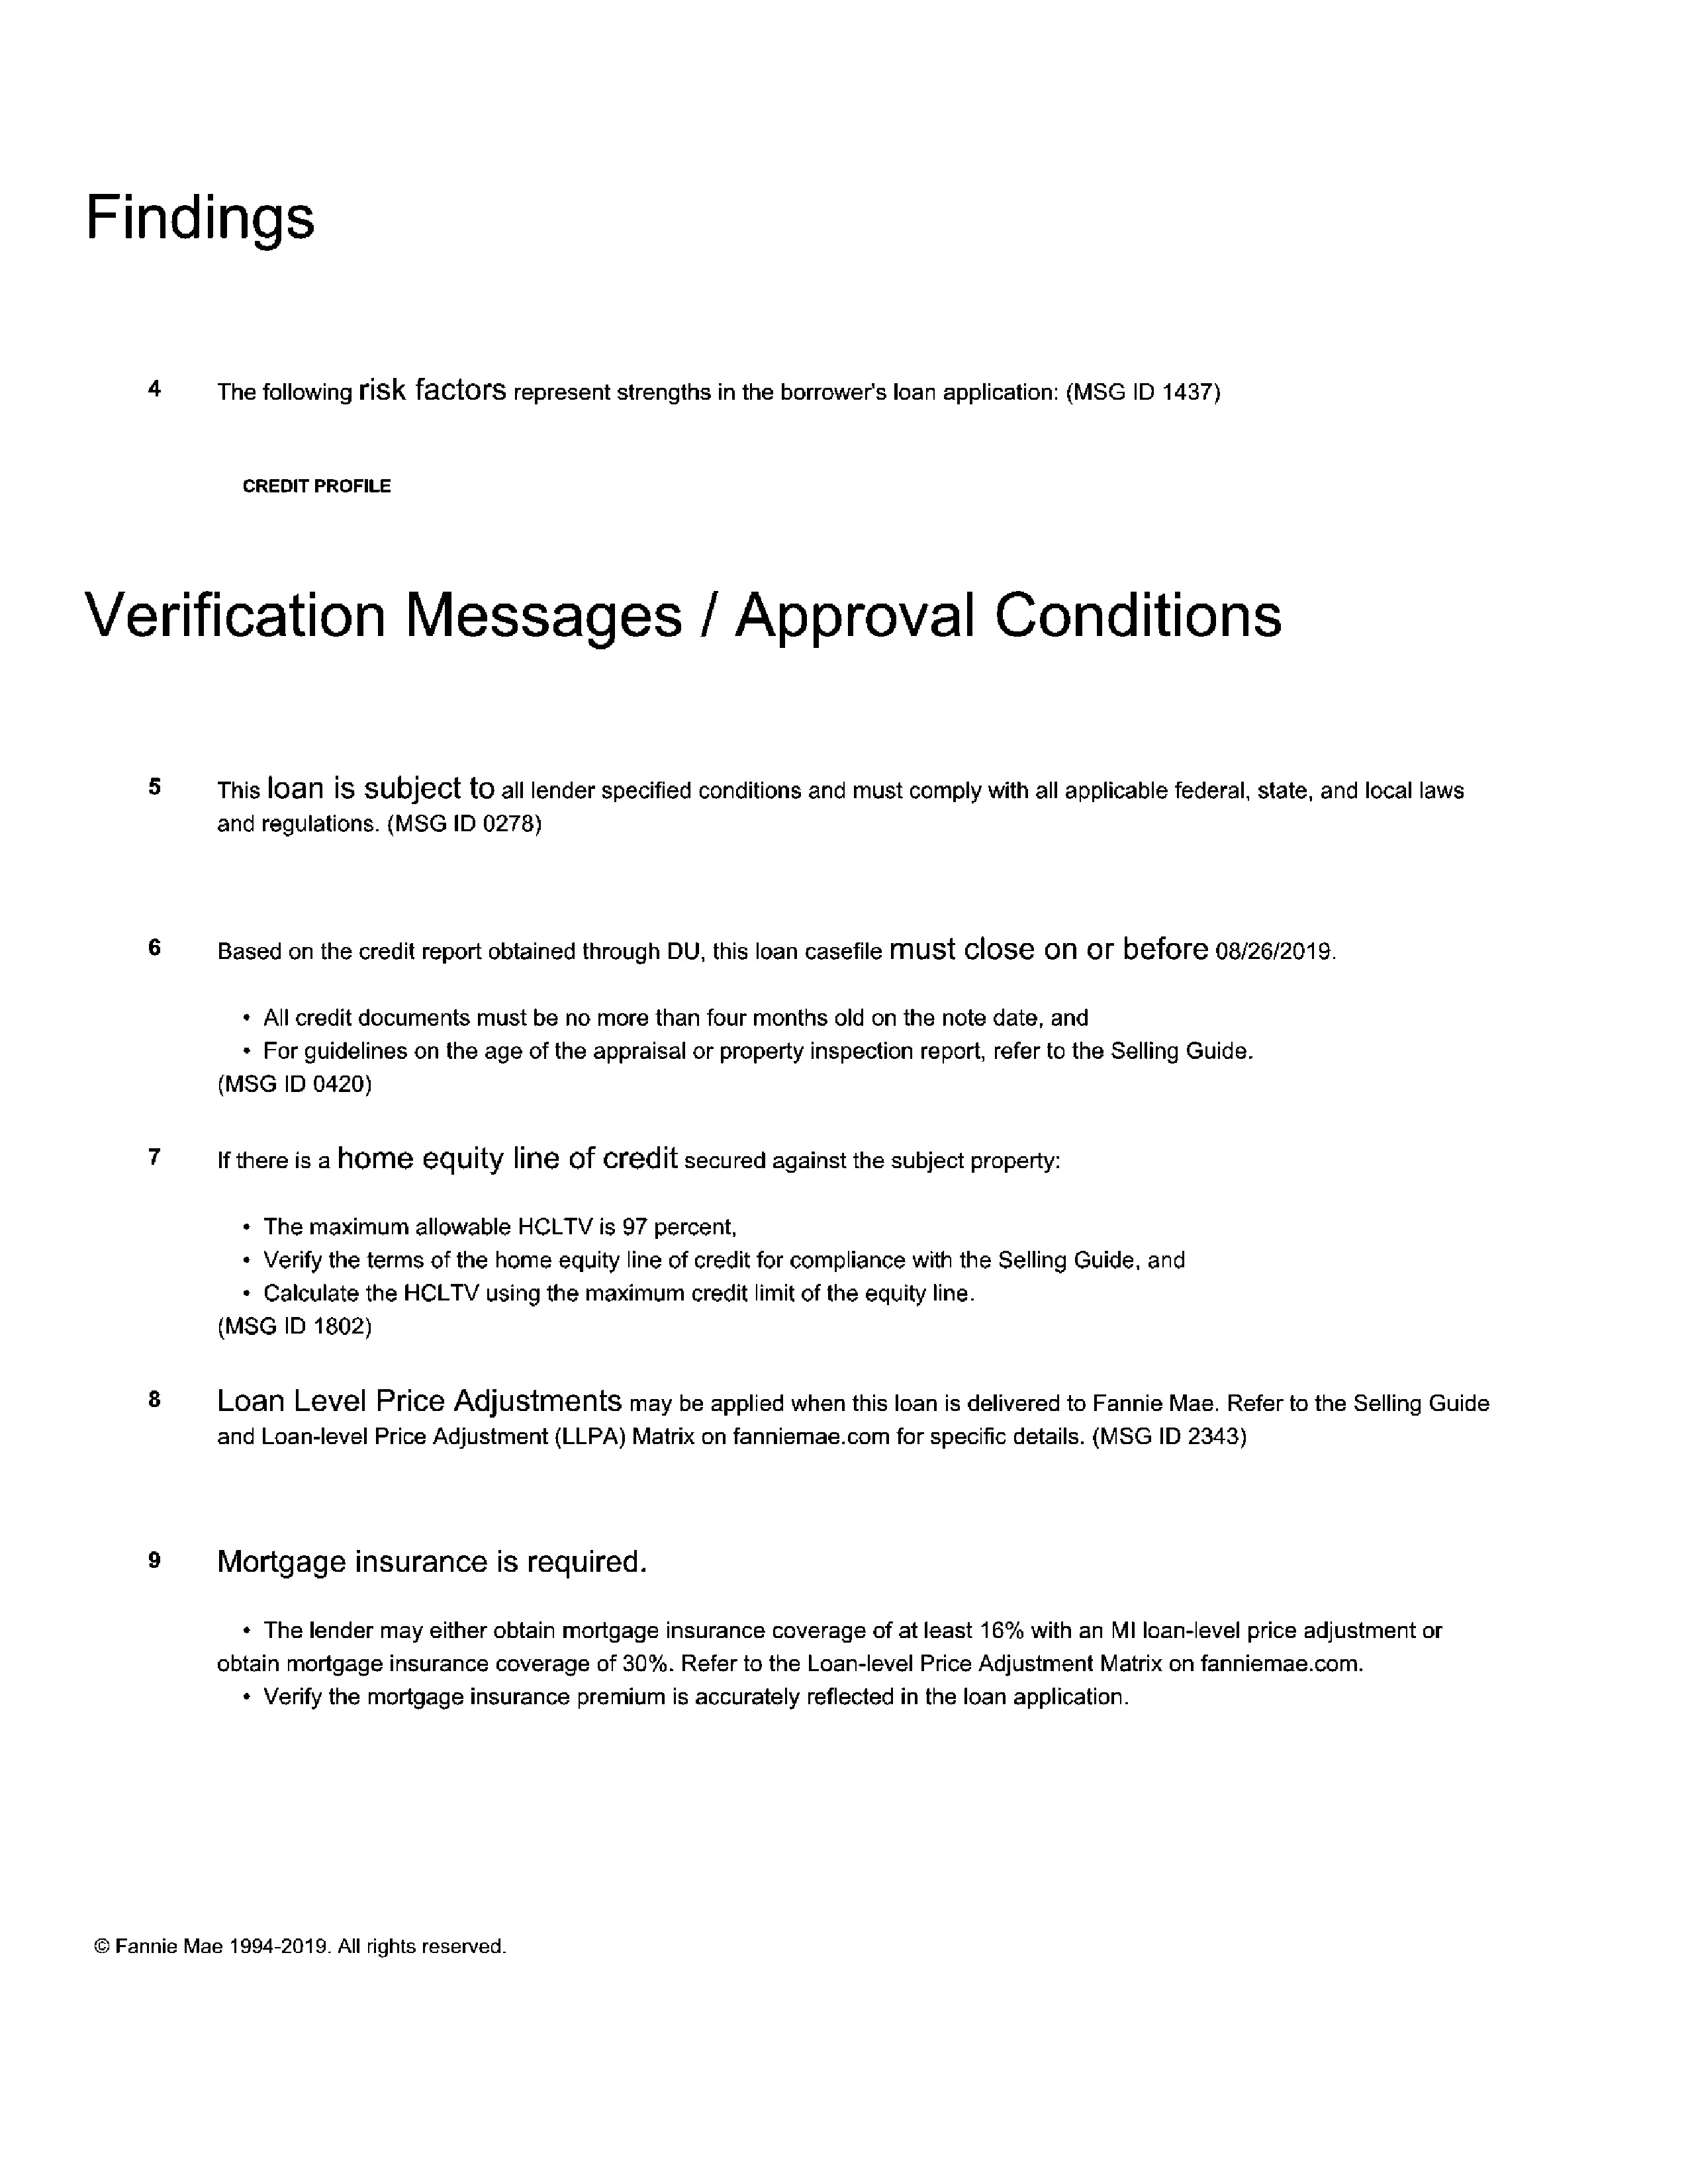 Findings
4 The following risk factors represent strengths in the borrower's loan application: (MSG ID 1437)
CREDIT PROFILE
Verification Messages / Approval Conditions
5 This loan is subject to all lender specified conditions and must comply with all applicable federal, state, and local laws
and regulations. (MSG ID 0278)
6 Based on the credit report obtained through DU, this loan casefile must close on or before 08/26/2019.
• All credit documents must be no more than four months old on the note date, and
• For guidelines on the age of the appraisal or property inspection report, refer to the Selling Guide.
(MSG ID 0420)
7 If there is a home equity line of credit secured against the subject property:
• The maximum allowable HCLTV is 97 percent,
• Verify the terms of the home equity line of credit for compliance with the Selling Guide, and
• Calculate the HCLTV using the maximum credit limit of the equity line.
(MSG ID 1802)
8 Loan Level Price Adjustments may be applied when this loan is delivered to Fannie Mae. Refer to the Selling Guide
and Loan-level Price Adjustment (LLPA) Matrix on fanniemae.com for specific details. (MSG ID 2343)
9 Mortgage insurance is required.
• The lender may either obtain mortgage insurance coverage of at least 16% with an MI loan-level price adjustment or
obtain mortgage insurance coverage of 30%. Refer to the Loan-level Price Adjustment Matrix on fanniemae.com.
• Verify the mortgage insurance premium is accurately reflected in the loan application.
© Fannie Mae 1994-2019. All rights reserved.